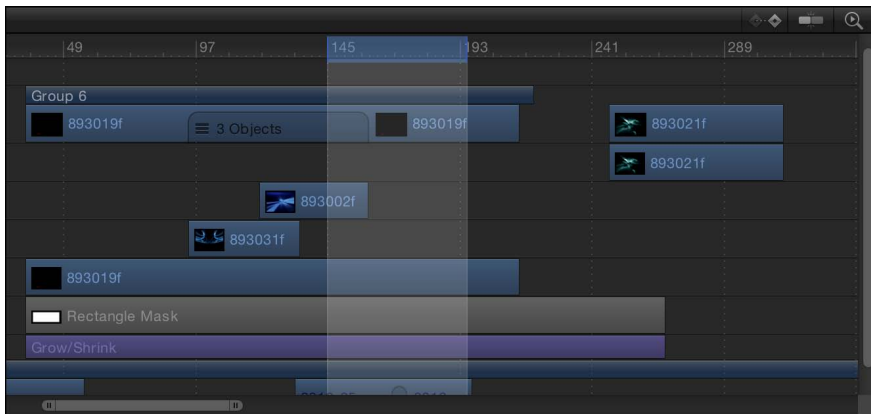 49 97 145 193 241 289
Group 6
893019f 3 Objects 893019f 893021f
893021f
893002f
893031f
893019f
Rectangle Mask
Grow/Shrink